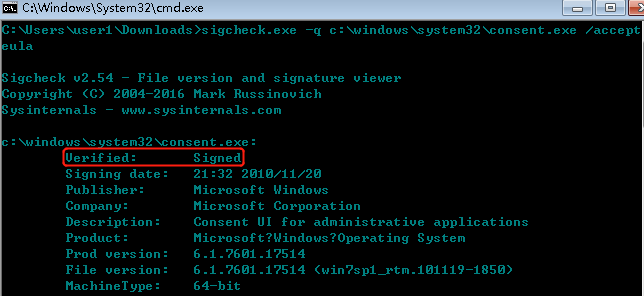 C:\Windows\System32\cmd.exe
C:\Users\user1\Downloads>sigcheck.exe -q c:\windows\system32\consent.exe /accept
eula
Sigcheck v2.54 - File version and signature viewer
Copyright (C) 2004-2016 Mark Russinovich
Sysinternals - www.sysinternals.com
c:\windows\system32\consent.exe:
Verified: Signed
Signing date: 21:32 2010/11/20
Publisher: Microsoft Windows
Company: Microsoft Corporation
Description: Consent UI for administrative applications
Product: Microsoft?Windows?Operating System
Prod version: 6.1.7601.17514
File version: 6.1.7601.17514 (win7sp1_rtm.101119-1850)
MachineType: 64-bit